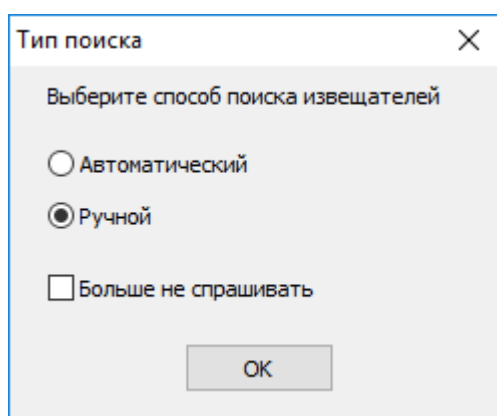 Тип поиска
Выберите способ поиска извещателей
Автоматический
Ручной
Больше не спрашивать
OK